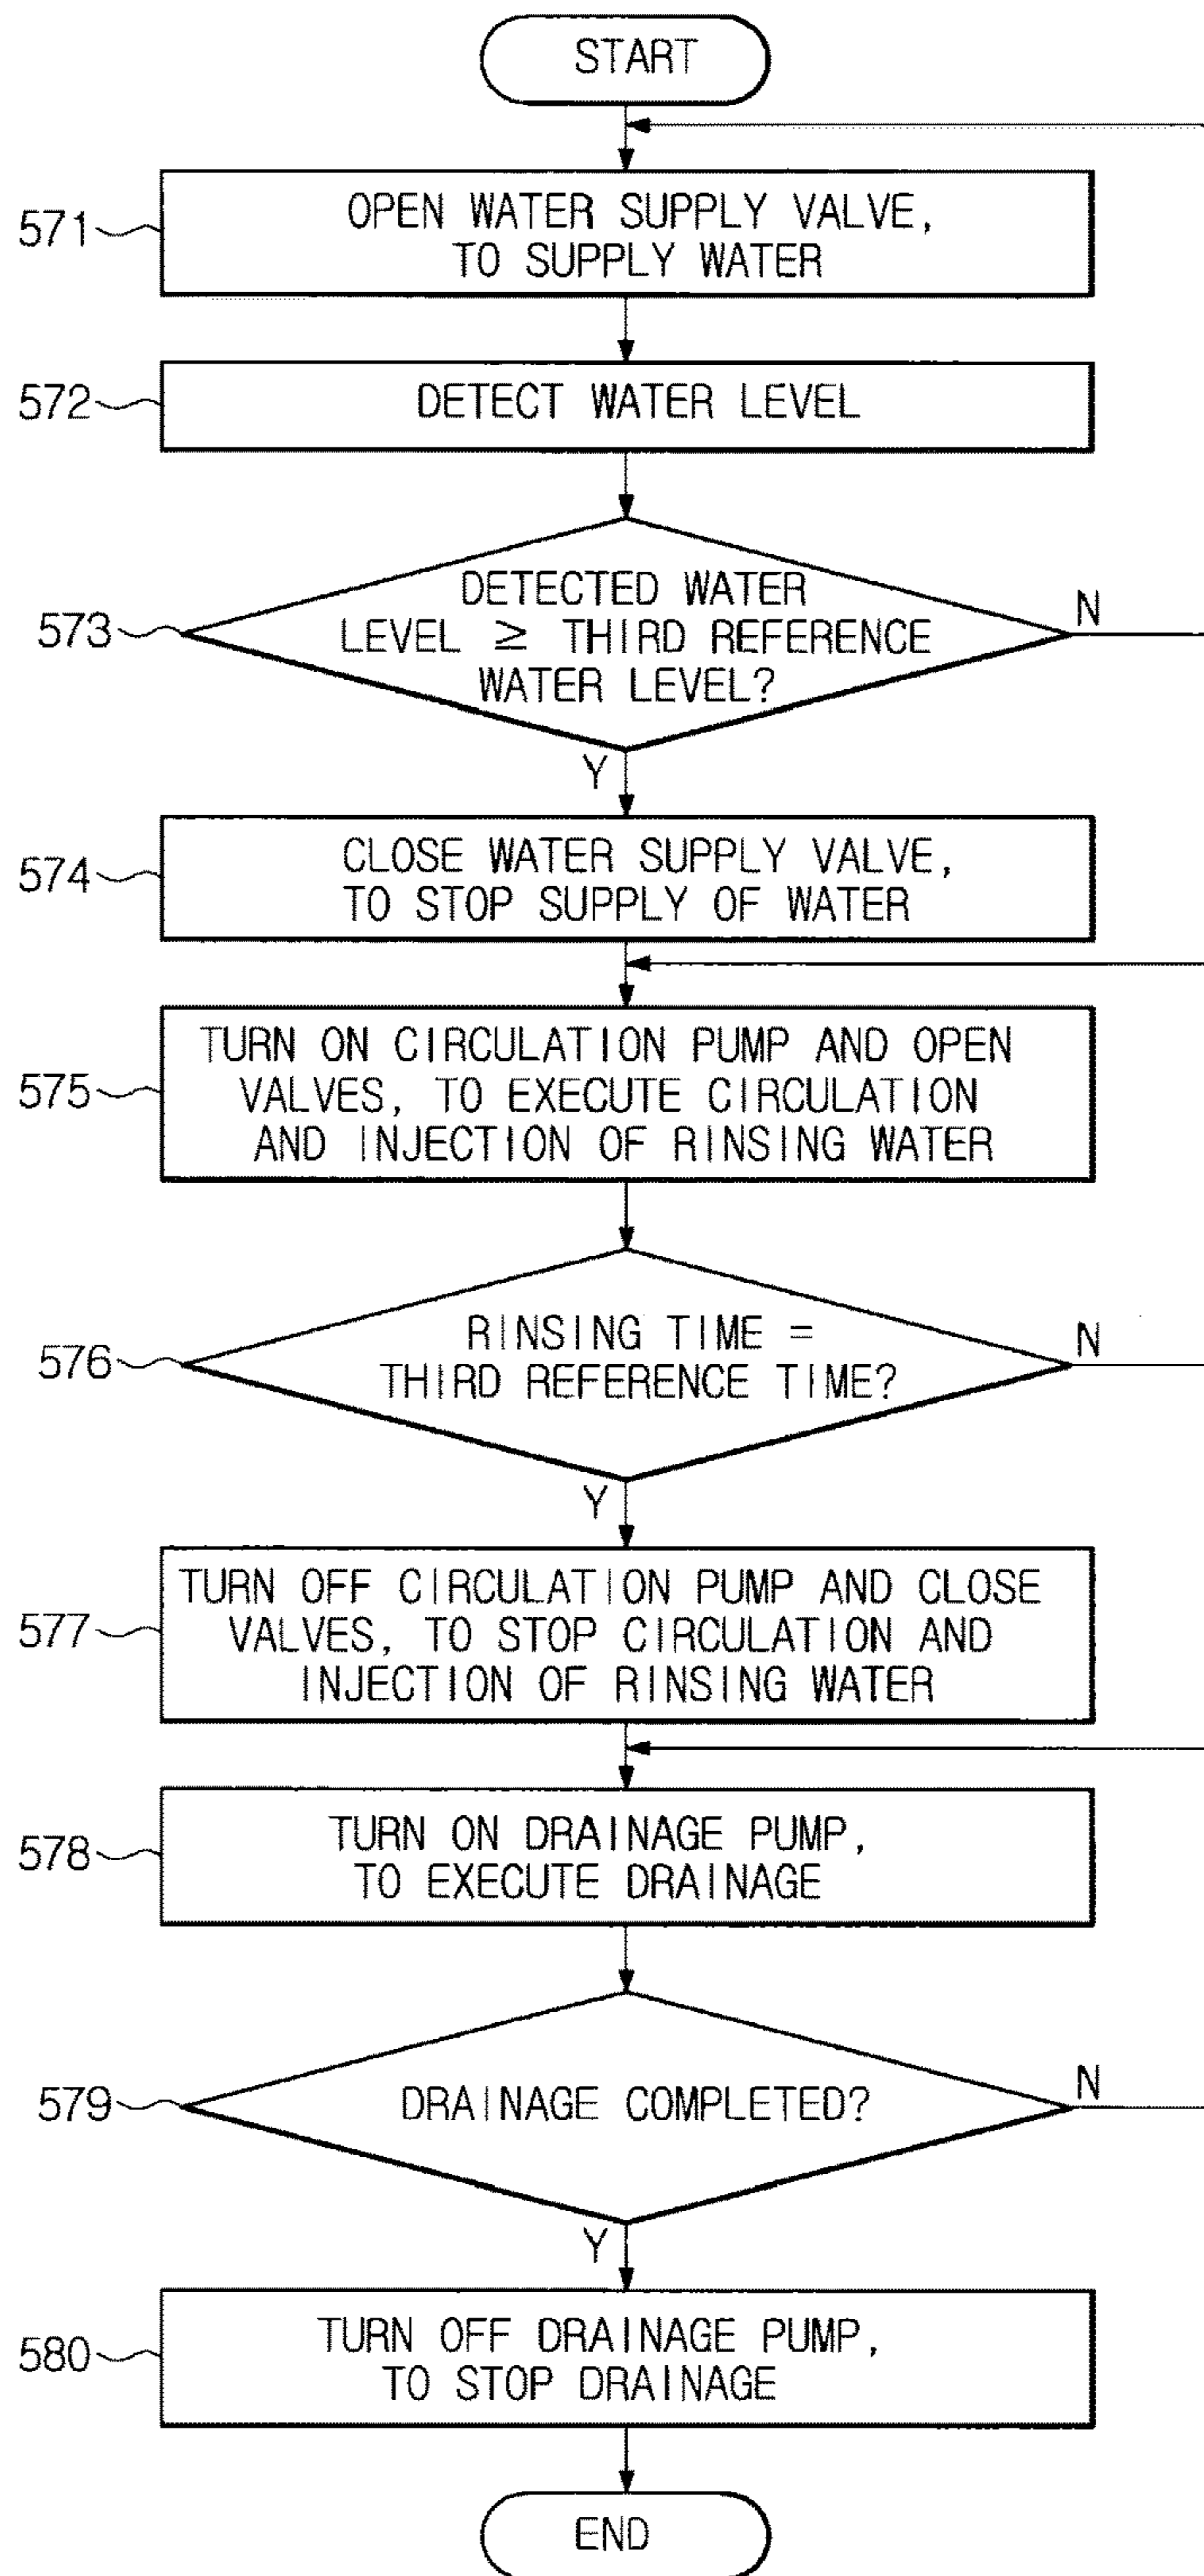 START
571
OPEN WATER SUPPLY VALVE,
TO SUPPLY WATER
572
DETECT WATER LEVEL
573
DETECTED WATER
LEVEL ≥ THIRD REFERENCE
WATER LEVEL?
N
Y
574
CLOSE WATER SUPPLY VALVE,
TO STOP SUPPLY OF WATER
575
TURN ON CIRCULATION PUMP AND OPEN
VALVES, TO EXECUTE CIRCULATION
AND INJECTION OF RINSING WATER
576
RINSING TIME =
THIRD REFERENCE TIME?
N
Y
577
TURN OFF CIRCULATION PUMP AND CLOSE
VALVES, TO STOP CIRCULATION AND
INJECTION OF RINSING WATER
578
TURN ON DRAINAGE PUMP,
TO EXECUTE DRAINAGE
579
DRAINAGE COMPLETED?
N
Y
580
TURN OFF DRAINAGE PUMP,
TO STOP DRAINAGE
END